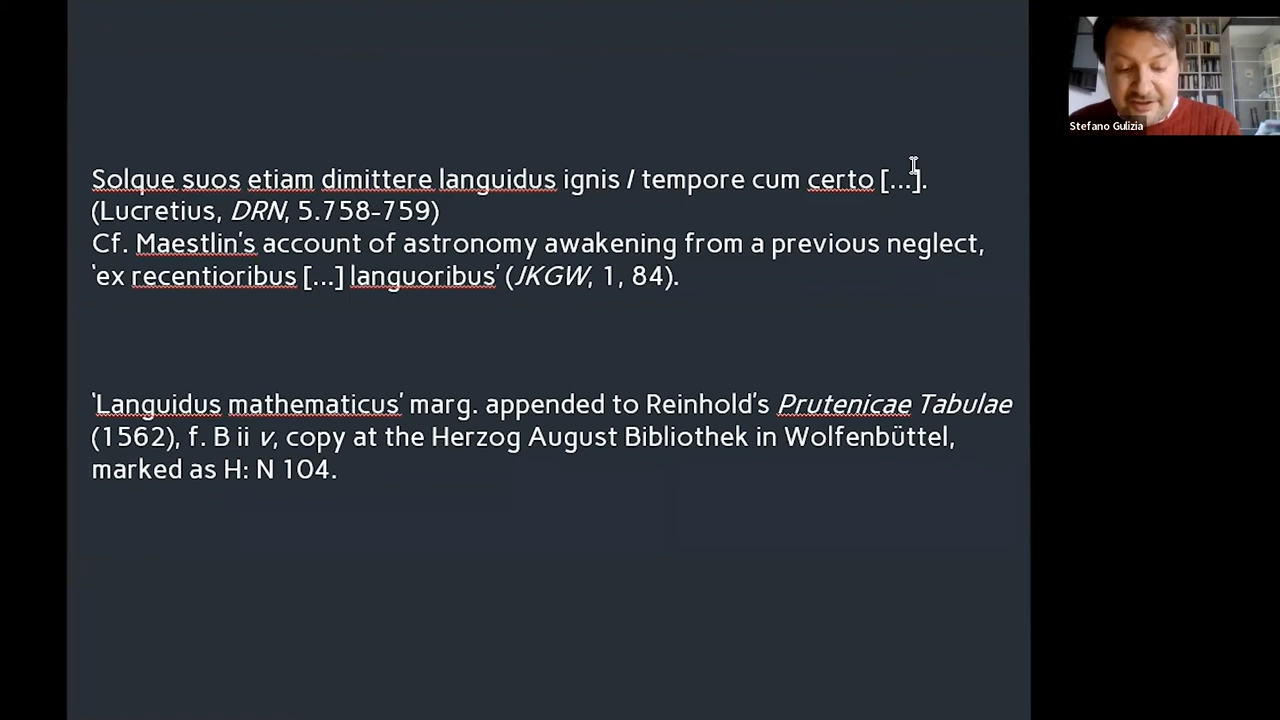 Solque suos etiam dimittere languidus ignis / tempore cum certo [...].
(Lucretius, DRN, 5.758-759)
Cf. Maestlin's account of astronomy awakening from a previous neglect,
‘ex recentioribus [...] languoribus’ (JKGW, 1, 84).
‘Languidus mathematicus’ marg. appended to Reinhold's Prutenicae Tabulae
(1562), f. B ii v, copy at the Herzog August Bibliothek in Wolfenbüttel,
marked as H: N 104.
Stefano Gulizia